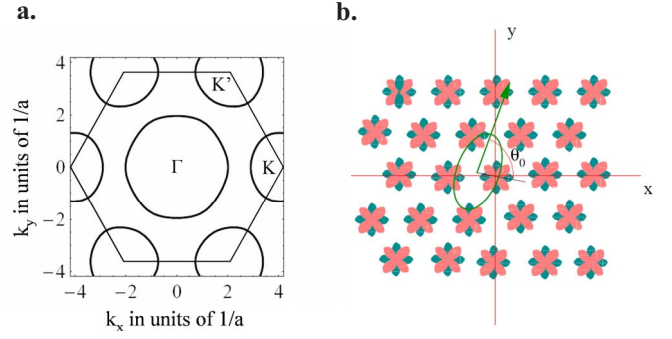 a.
b.
4
2
0
−2
−4
k_y in units of 1/a
K'
Γ
K
−4 −2 0 2 4
k_x in units of 1/a
y
θ_0
x